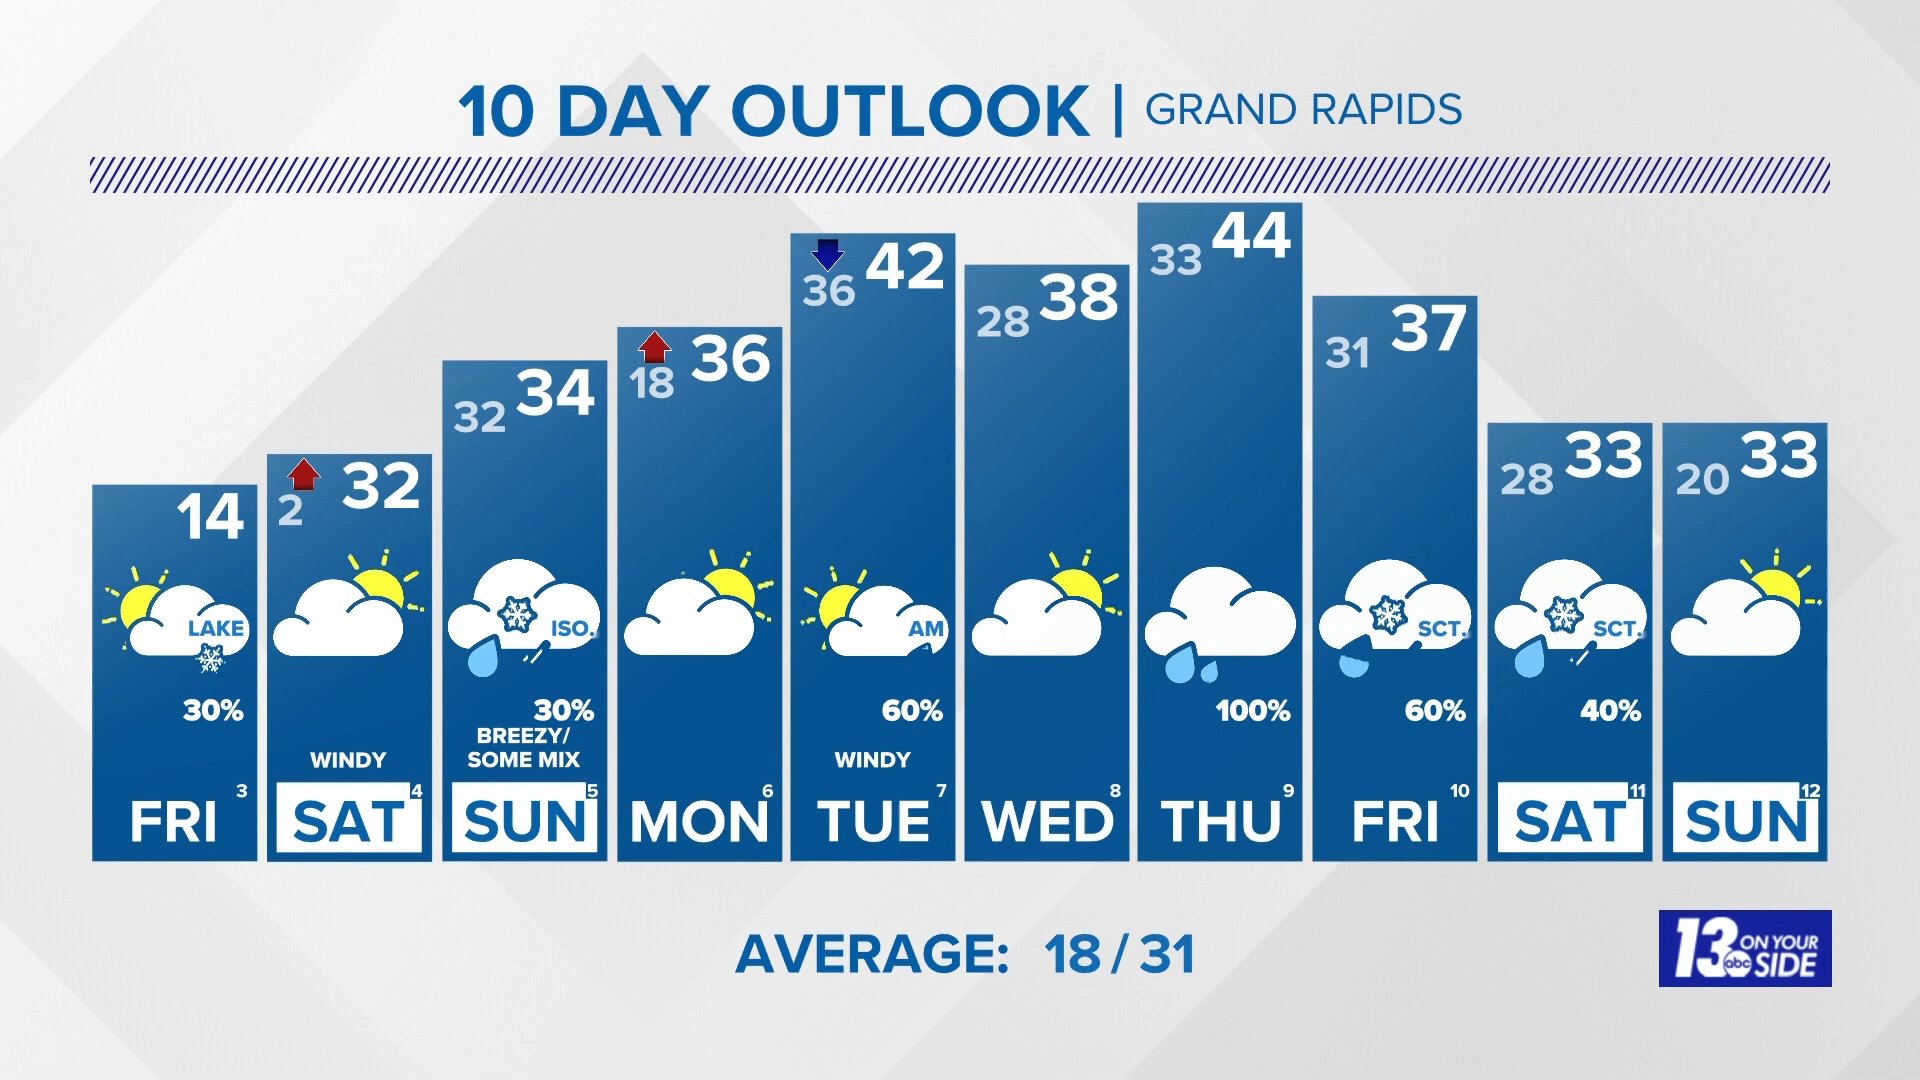 10 DAY OUTLOOK | GRAND RAPIDS
14
LAKE
30%
3
FRI
2 32
WINDY
4
SAT
32 34
ISO.
30%
BREEZY/
SOME MIX
5
SUN
18 36
6
MON
36 42
AM
60%
WINDY
7
TUE
28 38
8
WED
33 44
100%
9
THU
31 37
SCT.
60%
10
FRI
28 33
SCT.
40%
11
SAT
20 33
12
SUN
AVERAGE: 18 / 31
13 ON YOUR
abc SIDE